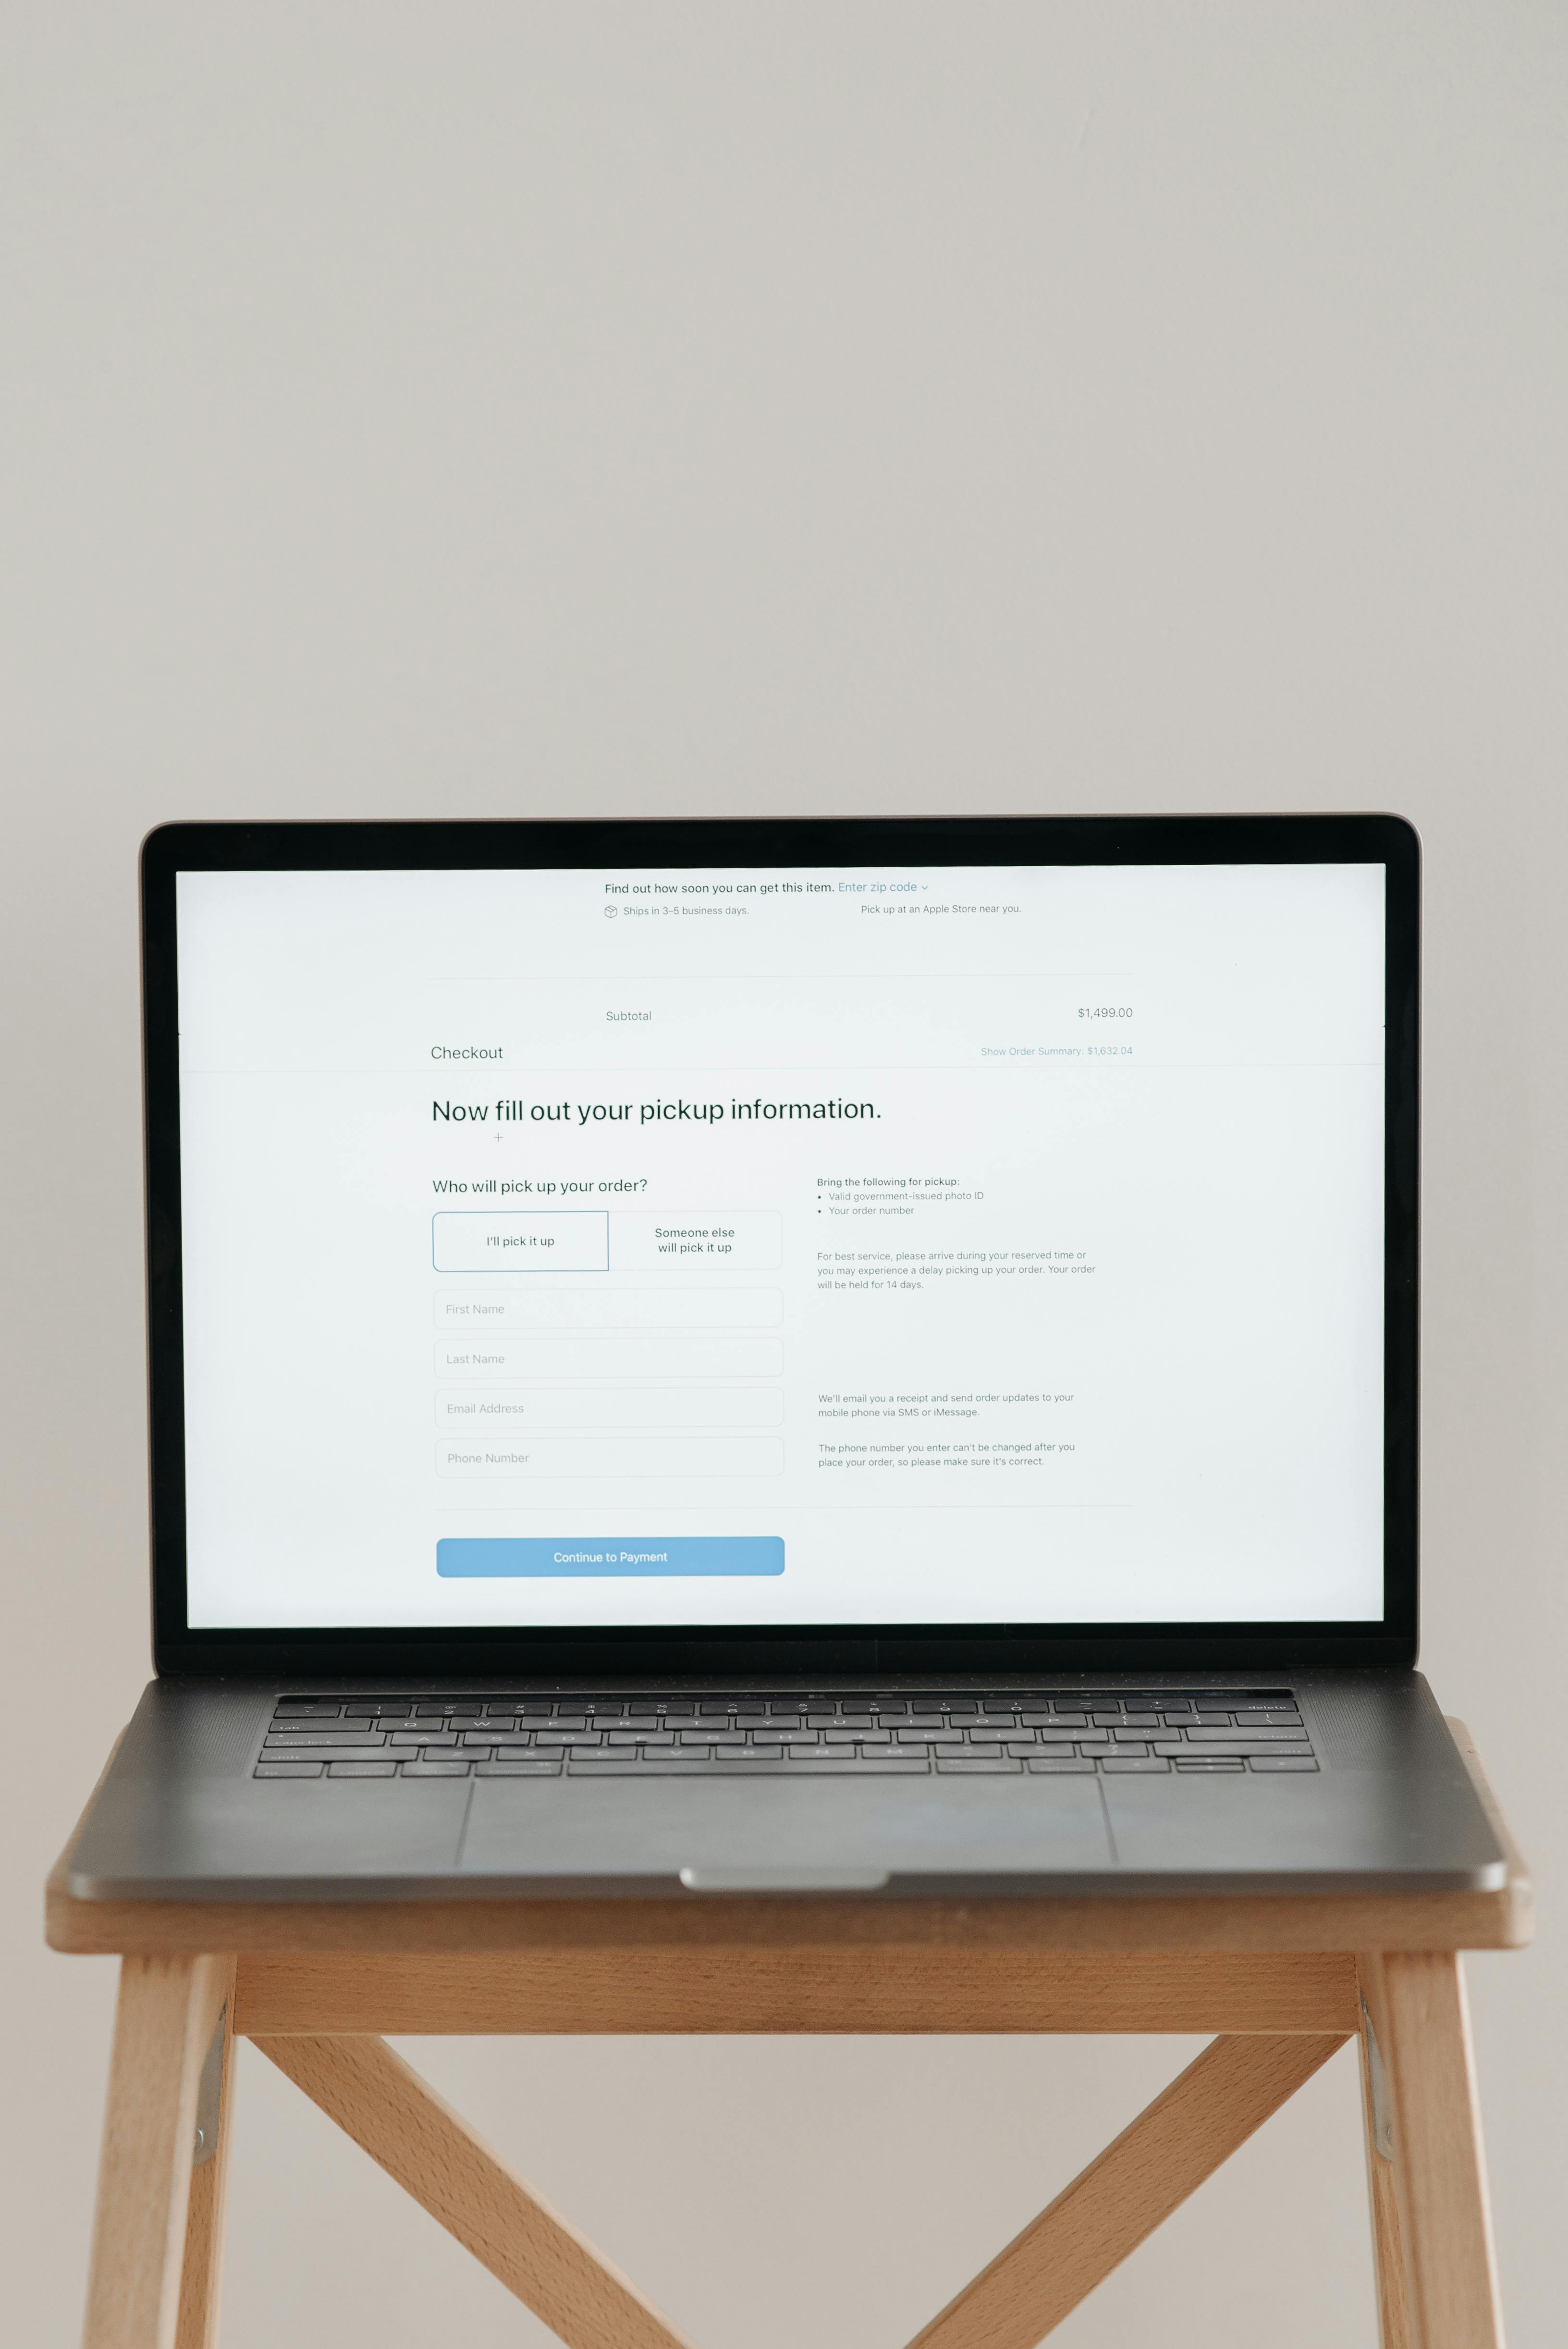 Find out how soon you can get this item. Enter zip code
Ships in 3–5 business days.
Pick up at an Apple Store near you.
Subtotal
$1,499.00
Checkout
Show Order Summary: $1,632.04
Now fill out your pickup information.
Who will pick up your order?
I'll pick it up
Someone else
will pick it up
First Name
Last Name
Email Address
Phone Number
Bring the following for pickup:
• Valid government-issued photo ID
• Your order number
For best service, please arrive during your reserved time or
you may experience a delay picking up your order. Your order
will be held for 14 days.
We'll email you a receipt and send order updates to your
mobile phone via SMS or iMessage.
The phone number you enter can't be changed after you
place your order, so please make sure it's correct.
Continue to Payment
delete
tab Q W E R T Y U I O P
caps lock A S D F G H J K L
shift Z X C V B N M